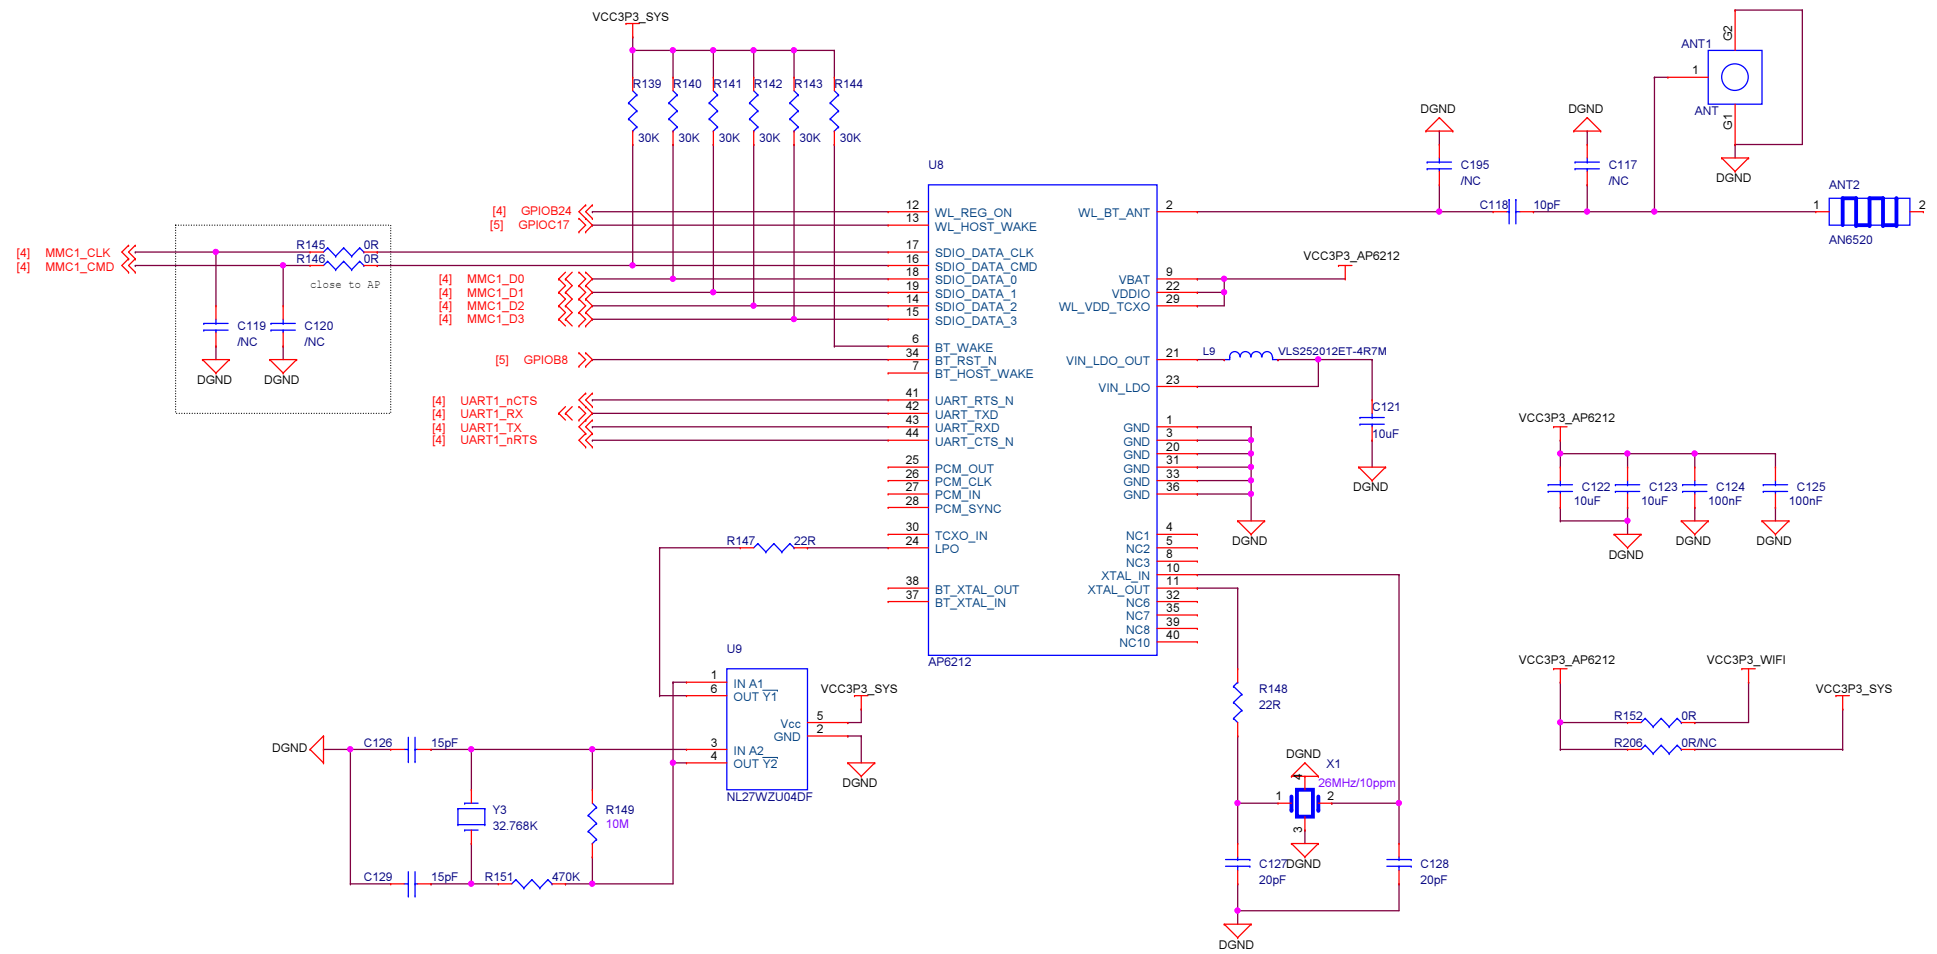 VCC3P3_SYS
R139 R140 R141 R142 R143 R144
30K 30K 30K 30K 30K 30K
[4] GPIOB24
[5] GPIOC17
[4] MMC1_CLK
[4] MMC1_CMD
R145 0R
R146 0R
close to AP
C119
/NC
C120
/NC
DGND
DGND
[4] MMC1_D0
[4] MMC1_D1
[4] MMC1_D2
[4] MMC1_D3
[5] GPIOB8
[4] UART1_nCTS
[4] UART1_RX
[4] UART1_TX
[4] UART1_nRTS
U8
12 WL_REG_ON
13 WL_HOST_WAKE
17 SDIO_DATA_CLK
16 SDIO_DATA_CMD
18 SDIO_DATA_0
19 SDIO_DATA_1
14 SDIO_DATA_2
15 SDIO_DATA_3
6 BT_WAKE
34 BT_RST_N
7 BT_HOST_WAKE
41 UART_RTS_N
42 UART_TXD
43 UART_RXD
44 UART_CTS_N
25 PCM_OUT
26 PCM_CLK
27 PCM_IN
28 PCM_SYNC
30 TCXO_IN
24 LPO
38 BT_XTAL_OUT
37 BT_XTAL_IN
WL_BT_ANT 2
VBAT 9
VDDIO 22
WL_VDD_TCXO 29
VIN_LDO_OUT 21
VIN_LDO 23
GND 1
GND 3
GND 20
GND 31
GND 33
GND 36
NC1 4
NC2 5
NC3 8
XTAL_IN 10
XTAL_OUT 11
NC6 32
NC7 35
NC8 39
NC10 40
AP6212
R147 22R
U9
1 IN A1
6 OUT Y1
Vcc 5
GND 2
3 IN A2
4 OUT Y2
NL27WZU04DF
VCC3P3_SYS
DGND
DGND
C126 15pF
Y3
32.768K
R149
10M
C129 15pF
R151 470K
DGND
C195
/NC
DGND
C117
/NC
C118 10pF
ANT1
1
ANT
G2
G1
DGND
ANT2
1 2
AN6520
VCC3P3_AP6212
L9 VLS252012ET-4R7M
C121
10uF
DGND
DGND
VCC3P3_AP6212
C122
10uF
C123
10uF
C124
100nF
C125
100nF
DGND
DGND
DGND
R148
22R
DGND
X1
26MHz/10ppm
4
1 2
3
DGND
C127
20pF
C128
20pF
DGND
VCC3P3_AP6212
VCC3P3_WIFI
VCC3P3_SYS
R152 0R
R206 0R/NC